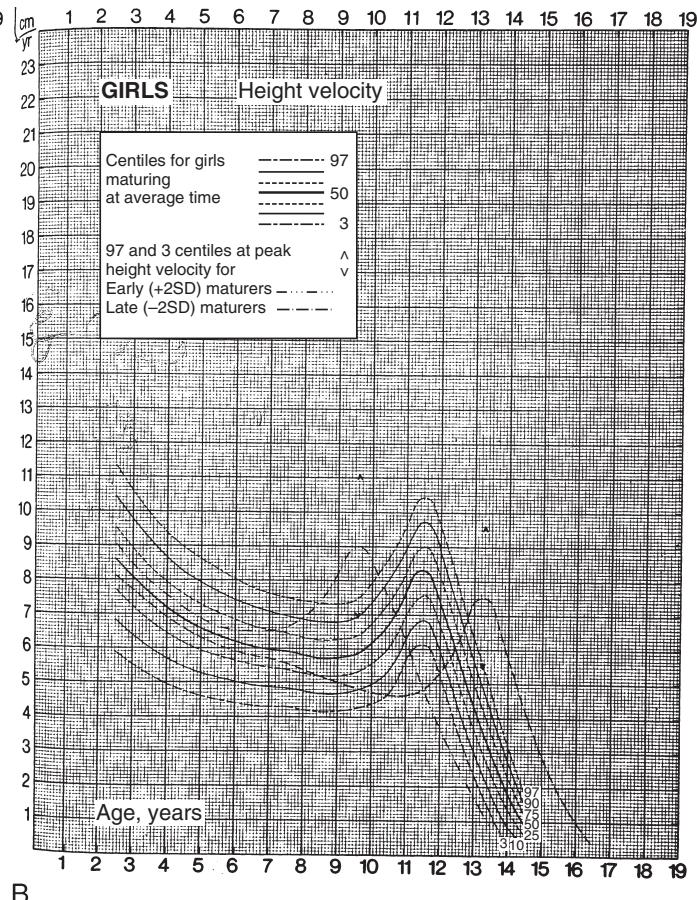 9 cm 1 2 3 4 5 6 7 8 9 10 11 12 13 14 15 16 17 18 19
yr
23
GIRLS Height velocity
22
21
20
Centiles for girls 97
maturing
at average time 50
3
19
18
97 and 3 centiles at peak ^
height velocity for v
Early (+2SD) maturers
Late (–2SD) maturers
17
16
15
14
13
12
11
10
9
8
7
6
5
4
3
2
1
Age, years
97
90
75
25
3 10
1 2 3 4 5 6 7 8 9 10 11 12 13 14 15 16 17 18 19
B